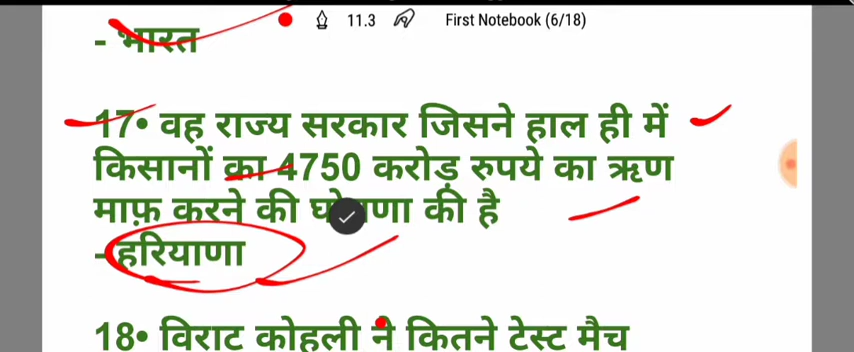 11.3 First Notebook (6/18)
- भारत
17• वह राज्य सरकार जिसने हाल ही में
किसानों का 4750 करोड़ रुपये का ऋण
माफ़ करने की घोषणा की है
- हरियाणा
18• विराट कोहली ने कितने टेस्ट मैच